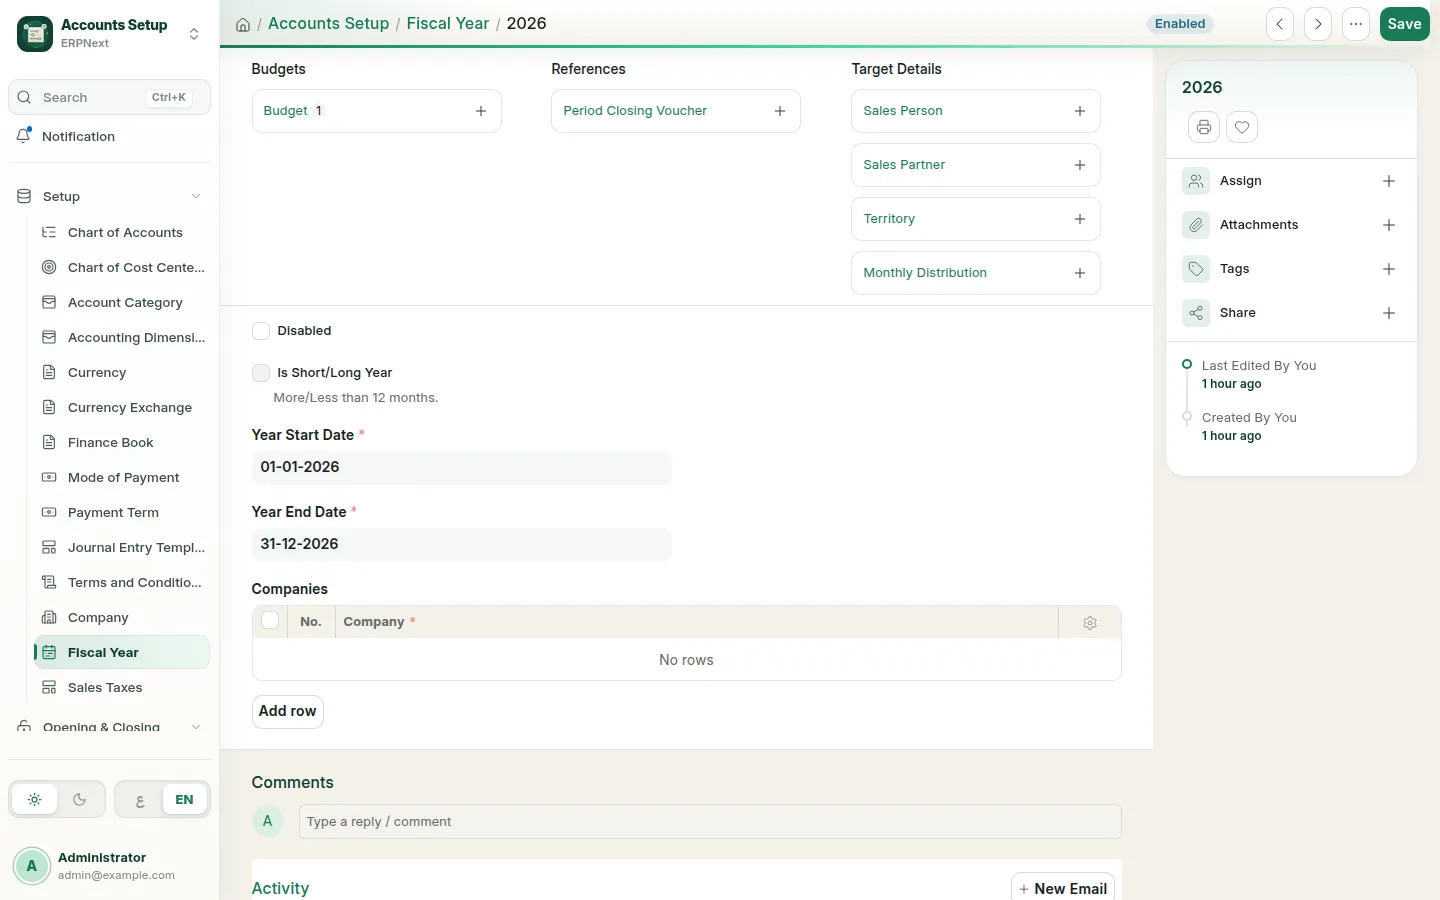 Accounts Setup
ERPNext
Search
Ctrl+K
Notification
Setup
Chart of Accounts
Chart of Cost Cente...
Account Category
Accounting Dimensi...
Currency
Currency Exchange
Finance Book
Mode of Payment
Payment Term
Journal Entry Templ...
Terms and Conditio...
Company
Fiscal Year
Sales Taxes
Opening & Closing
ع
EN
A
Administrator
admin@example.com
/ Accounts Setup / Fiscal Year / 2026
Enabled
Save
Budgets
References
Target Details
Budget 1
Period Closing Voucher
Sales Person
Sales Partner
Territory
Monthly Distribution
Disabled
Is Short/Long Year
More/Less than 12 months.
Year Start Date *
01-01-2026
Year End Date *
31-12-2026
Companies
No.
Company *
No rows
Add row
Comments
A
Type a reply / comment
Activity
New Email
2026
Assign
Attachments
Tags
Share
Last Edited By You
1 hour ago
Created By You
1 hour ago